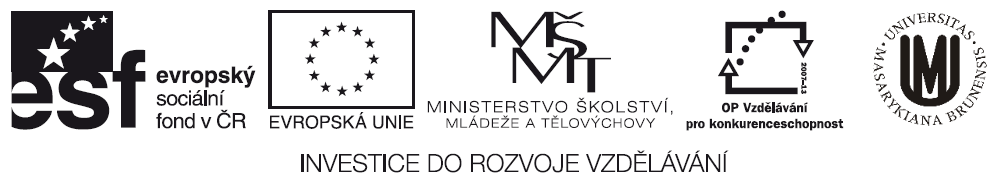 esf
evropský
sociální
fond v ČR
EVROPSKÁ UNIE
MŠMT
MINISTERSTVO ŠKOLSTVÍ,
MLÁDEŽE A TĚLOVÝCHOVY
2007-13
OP Vzdělávání
pro konkurenceschopnost
UNIVERSITAS · MASARYKIANA BRUNENSIS ·
INVESTICE DO ROZVOJE VZDĚLÁVÁNÍ